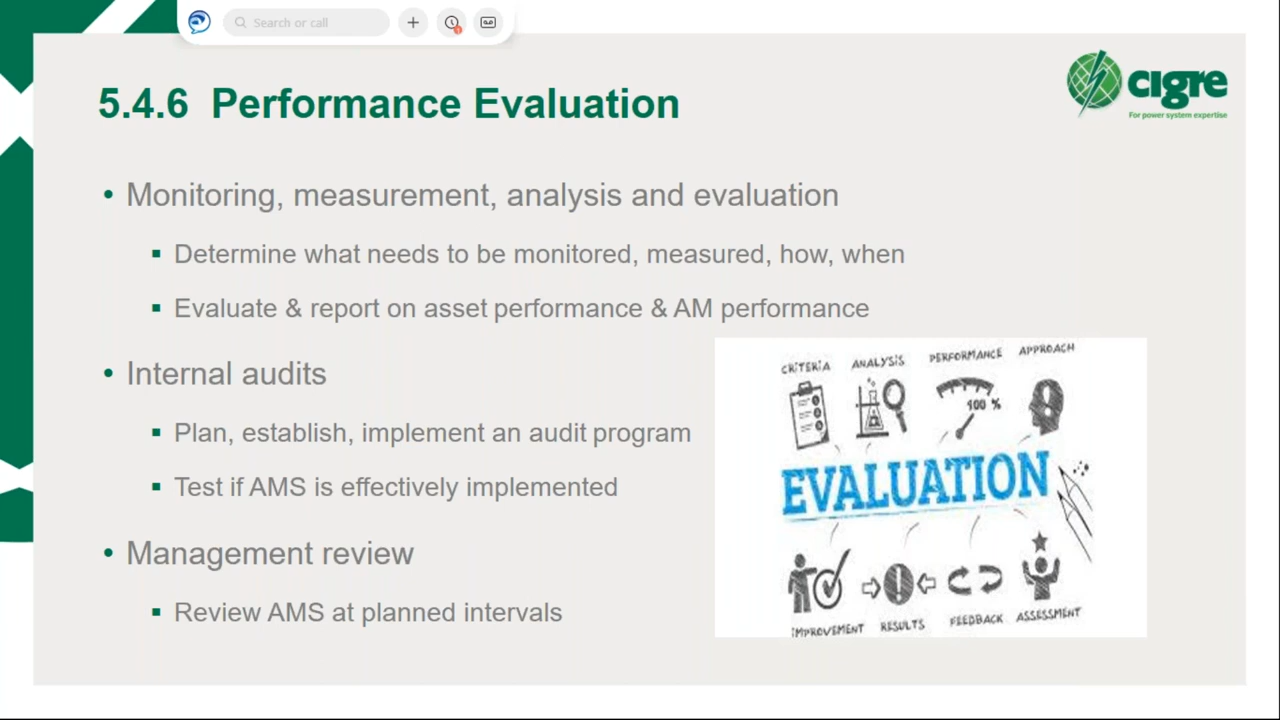 Search or call
5.4.6 Performance Evaluation
cigre
For power system expertise
• Monitoring, measurement, analysis and evaluation
▪ Determine what needs to be monitored, measured, how, when
▪ Evaluate & report on asset performance & AM performance
• Internal audits
▪ Plan, establish, implement an audit program
▪ Test if AMS is effectively implemented
• Management review
▪ Review AMS at planned intervals
CRITERIA ANALYSIS PERFORMANCE APPROACH
100 %
EVALUATION
IMPROVEMENT RESULTS FEEDBACK ASSESSMENT